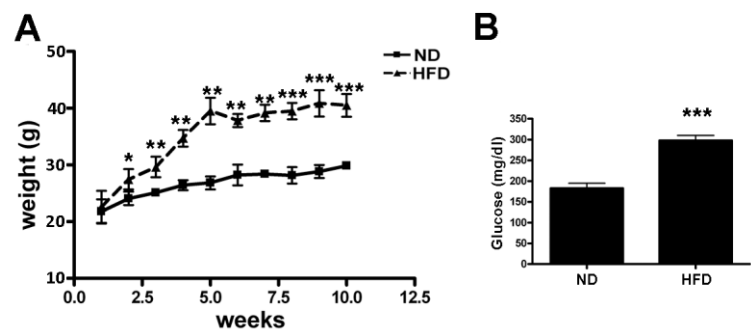 A
50
40
30
20
10
weight (g)
* ** ** ** ** ** *** *** ***
0.0 2.5 5.0 7.5 10.0 12.5
weeks
ND
HFD
B
350
300
250
200
150
100
50
0
Glucose (mg/dl)
***
ND HFD